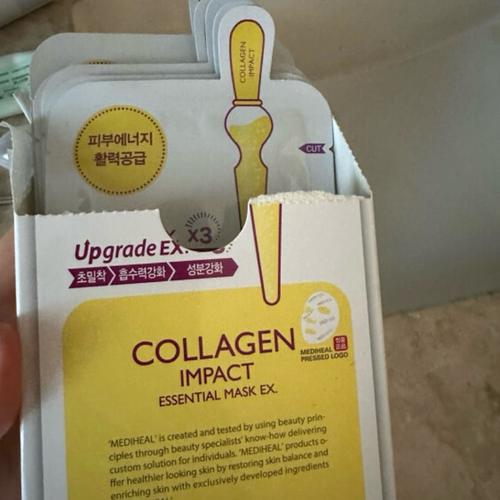 COLLAGEN
IMPACT
피부에너지
활력공급
CUT
x3
Upgrade EX.
초밀착 흡수력강화 성분강화
COLLAGEN
IMPACT
ESSENTIAL MASK EX.
MEDIHEAL
PRESSED LOGO
'MEDIHEAL' is created and tested by using beauty prin-
ciples through beauty specialists' know-how delivering
custom solution for individuals. 'MEDIHEAL' products o-
ffer healthier looking skin by restoring skin balance and
enriching skin with exclusively developed ingredients